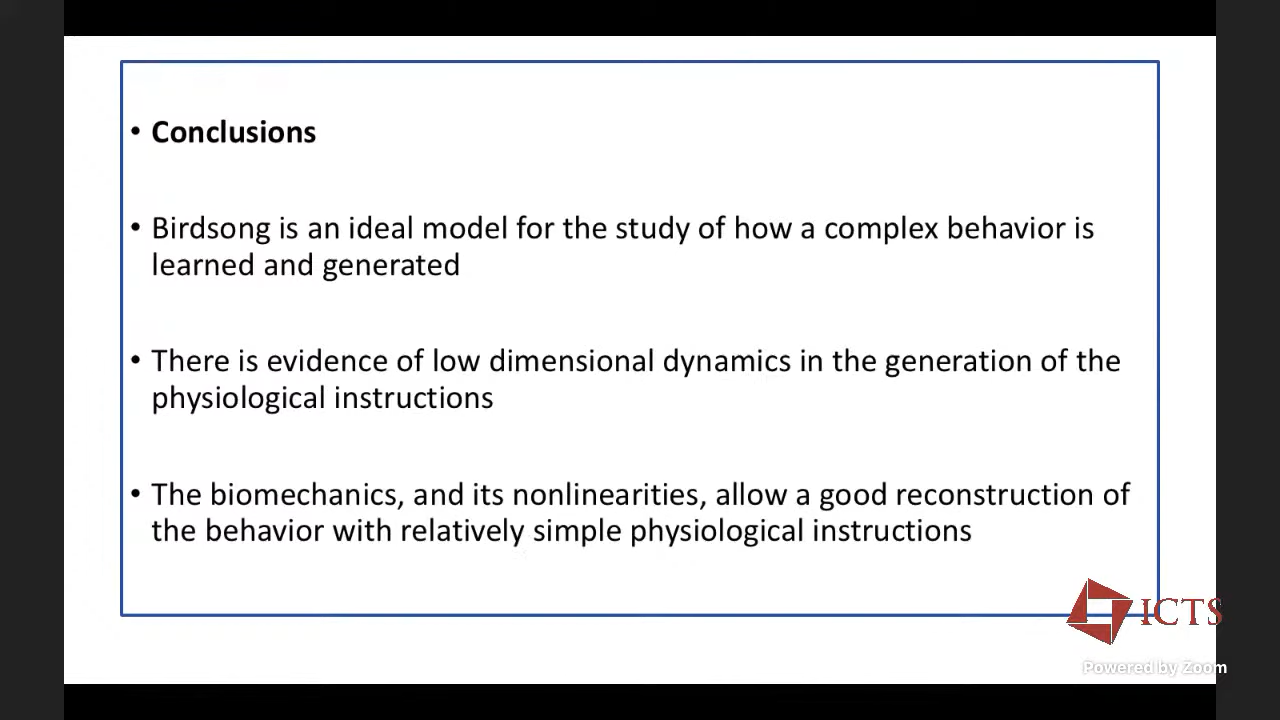 • Conclusions
• Birdsong is an ideal model for the study of how a complex behavior is
learned and generated
• There is evidence of low dimensional dynamics in the generation of the
physiological instructions
• The biomechanics, and its nonlinearities, allow a good reconstruction of
the behavior with relatively simple physiological instructions
ICTS
Powered by Zoom